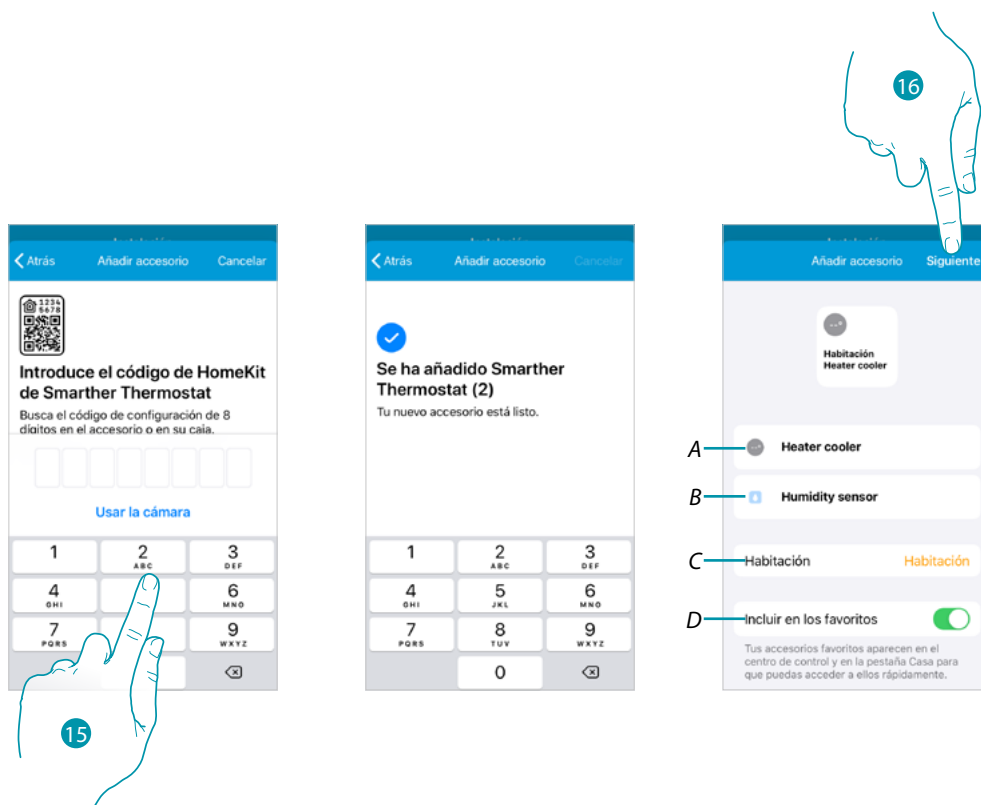 16
Atrás
Añadir accesorio
Cancelar
1234
5678
Introduce el código de HomeKit
de Smarther Thermostat
Busca el código de configuración de 8
dígitos en el accesorio o en su caja.
Usar la cámara
1
2
ABC
3
DEF
4
GHI
6
MNO
7
PQRS
9
WXYZ
15
Atrás
Añadir accesorio
Cancelar
Se ha añadido Smarther
Thermostat (2)
Tu nuevo accesorio está listo.
1
2
ABC
3
DEF
4
GHI
5
JKL
6
MNO
7
PQRS
8
TUV
9
WXYZ
0
Añadir accesorio
Siguiente
--°
Habitación
Heater cooler
A
Heater cooler
B
Humidity sensor
C
Habitación
Habitación
D
Incluir en los favoritos
Tus accesorios favoritos aparecen en el
centro de control y en la pestaña Casa para
que puedas acceder a ellos rápidamente.